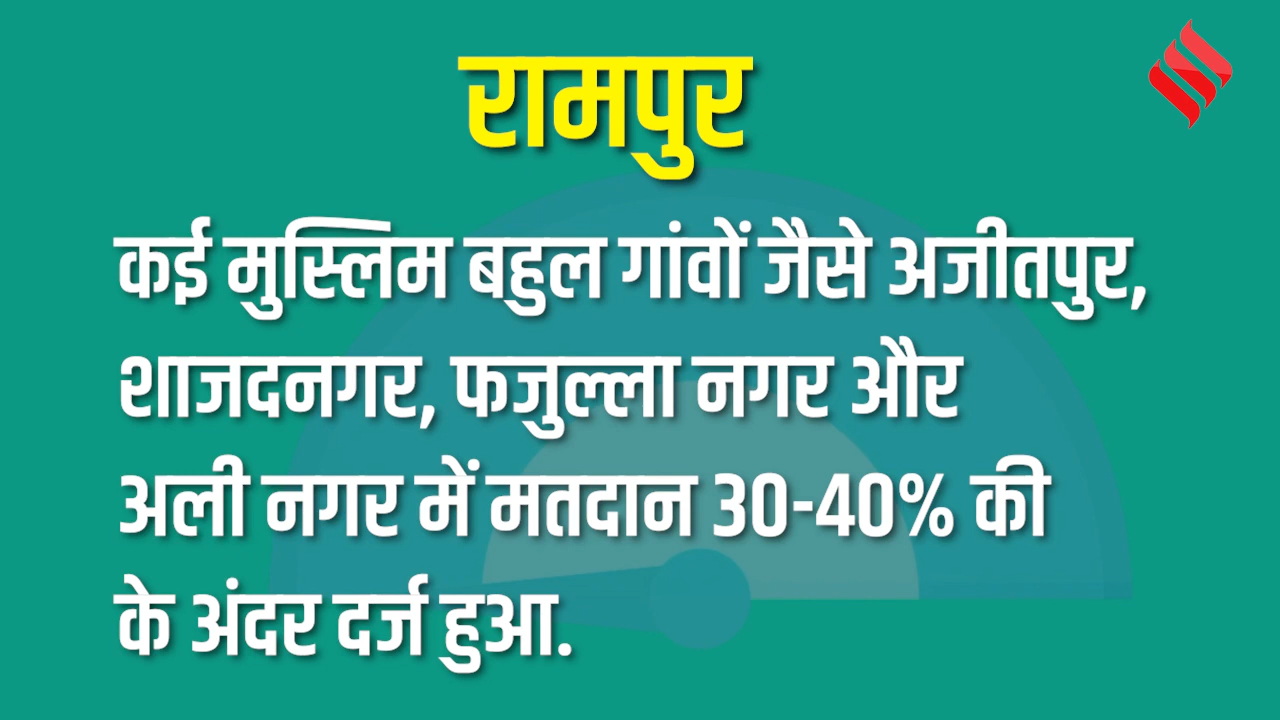 रामपुर
कई मुस्लिम बहुल गांवों जैसे अजीतपुर,
शाजदनगर, फजुल्ला नगर और
अली नगर में मतदान 30-40% की
के अंदर दर्ज हुआ.